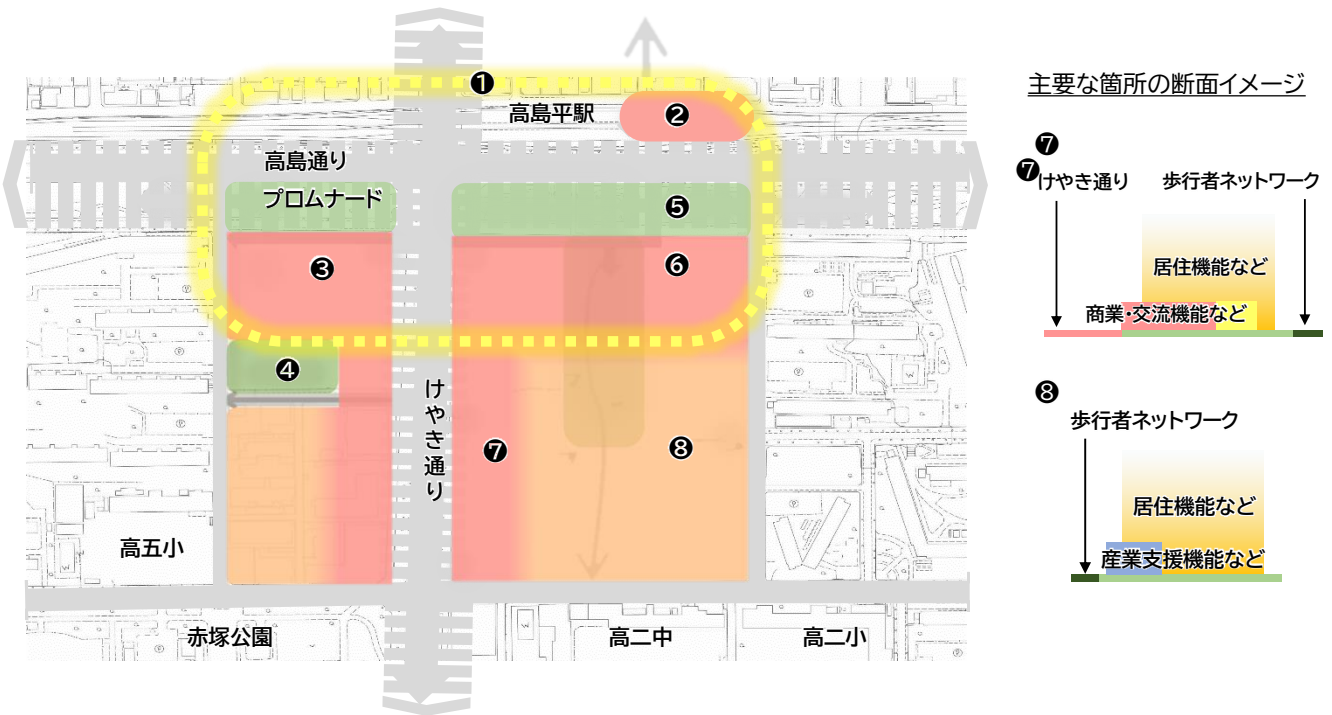 ❶
高島平駅
❷
高島通り
プロムナード
❺
❸
❻
❹
けやき通り
❼
❽
高五小
赤塚公園
高二中
高二小
主要な箇所の断面イメージ
❼
❼
けやき通り
歩行者ネットワーク
居住機能など
商業・交流機能など
❽
歩行者ネットワーク
居住機能など
産業支援機能など